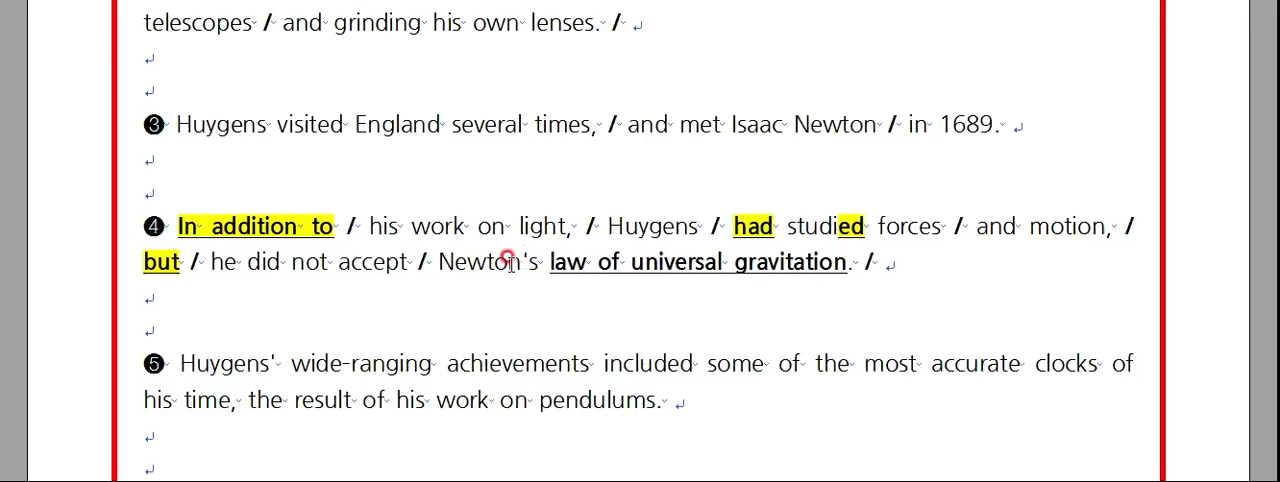 telescopes / and grinding his own lenses. /
❸ Huygens visited England several times, / and met Isaac Newton / in 1689.
❹ In addition to / his work on light, / Huygens / had studied forces / and motion, /
but / he did not accept / Newton's law of universal gravitation. /
❺ Huygens' wide-ranging achievements included some of the most accurate clocks of
his time, the result of his work on pendulums.